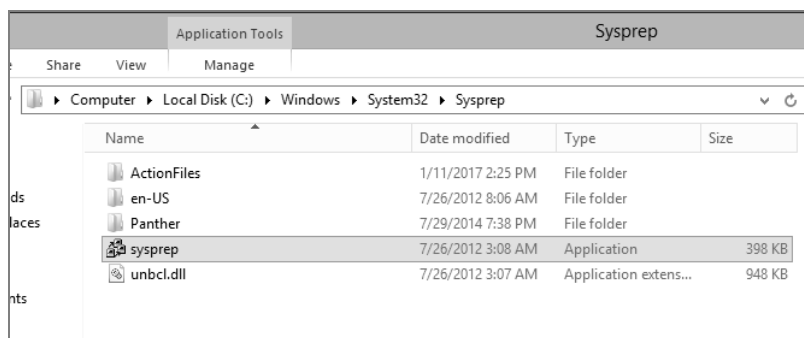 Application Tools Sysprep
Share View Manage
Computer Local Disk (C:) Windows System32 Sysprep
Name Date modified Type Size
ActionFiles 1/11/2017 2:25 PM File folder
ds en-US 7/26/2012 8:06 AM File folder
laces Panther 7/29/2014 7:38 PM File folder
sysprep 7/26/2012 3:08 AM Application 398 KB
unbcl.dll 7/26/2012 3:07 AM Application extens... 948 KB
nts